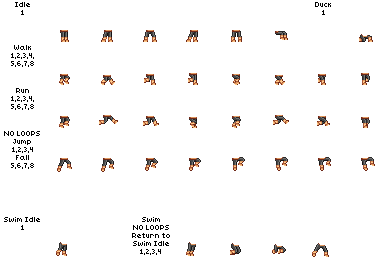 Idle
1
Duck
1
Walk
1,2,3,4,
5,6,7,8
Run
1,2,3,4,
5,6,7,8
NO LOOPS
Jump
1,2,3,4
Fall
5,6,7,8
Swim Idle
1
Swim
NO LOOPS
Return to
Swim Idle
1,2,3,4